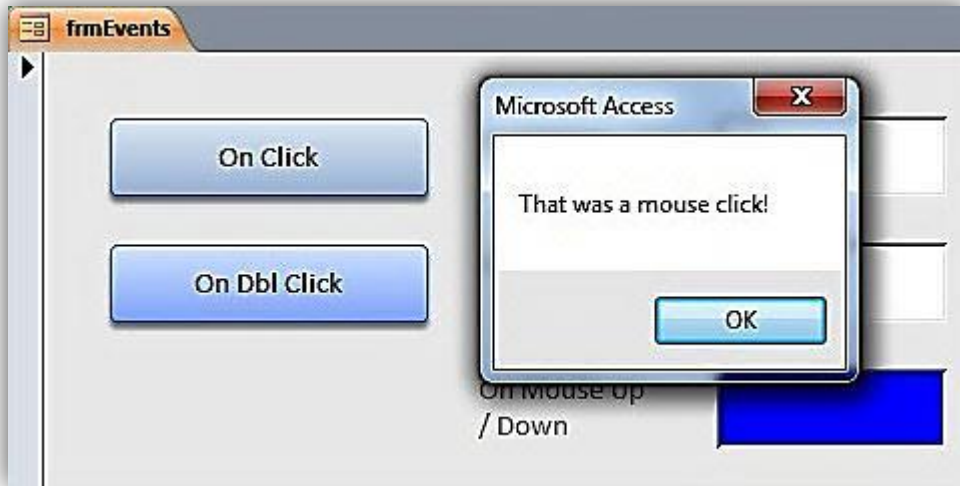 frmEvents
On Click
On Dbl Click
Microsoft Access
That was a mouse click!
OK
On Mouse Up
/ Down